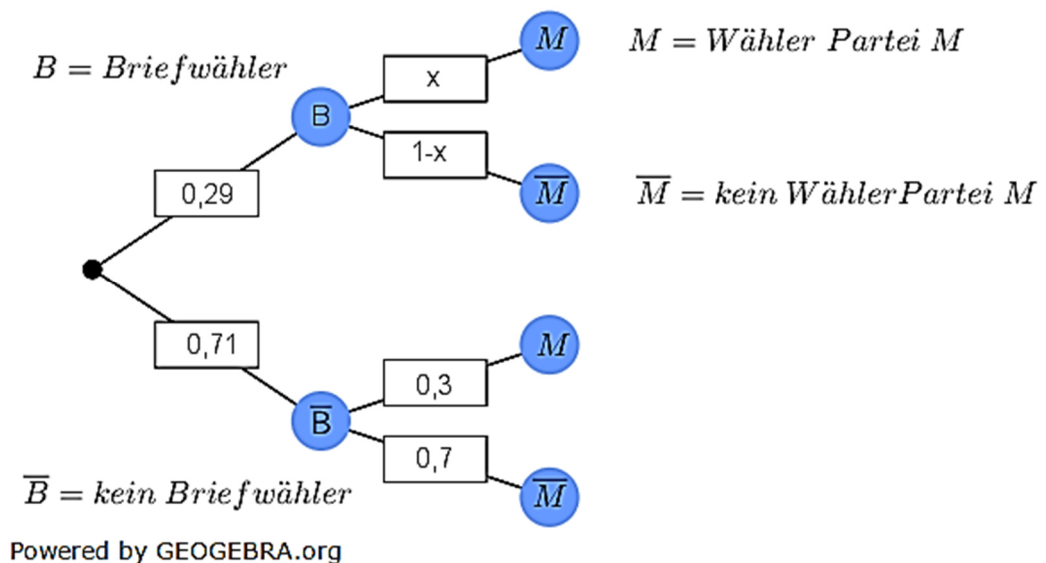 M
M = Wähler Partei M
B = Briefwähler
x
B
1-x
M̅
M̅ = kein WählerPartei M
0,29
0,71
M
0,3
B̅
0,7
M̅
B̅ = kein Briefwähler
Powered by GEOGEBRA.org